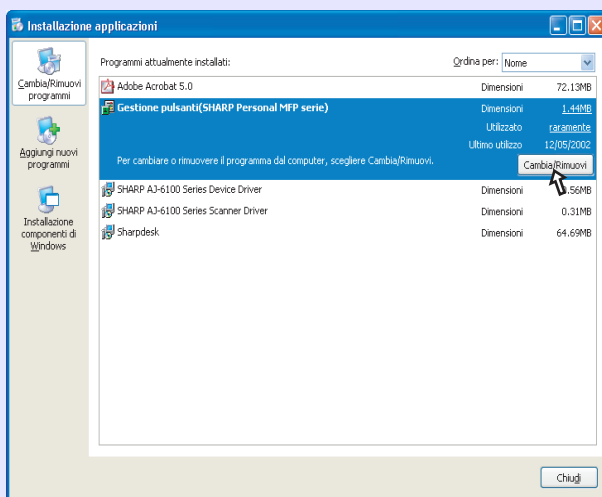 Installazione applicazioni
Cambia/Rimuovi
programmi
Aggiungi nuovi
programmi
Installazione
componenti di
Windows
Programmi attualmente installati:
Ordina per: Nome
Adobe Acrobat 5.0 Dimensioni 72.13MB
Gestione pulsanti(SHARP Personal MFP serie) Dimensioni 1.44MB
Utilizzato raramente
Ultimo utilizzo 12/05/2002
Per cambiare o rimuovere il programma dal computer, scegliere Cambia/Rimuovi.
Cambia/Rimuovi
SHARP AJ-6100 Series Device Driver Dimensioni .56MB
SHARP AJ-6100 Series Scanner Driver Dimensioni 0.31MB
Sharpdesk Dimensioni 64.69MB
Chiudi